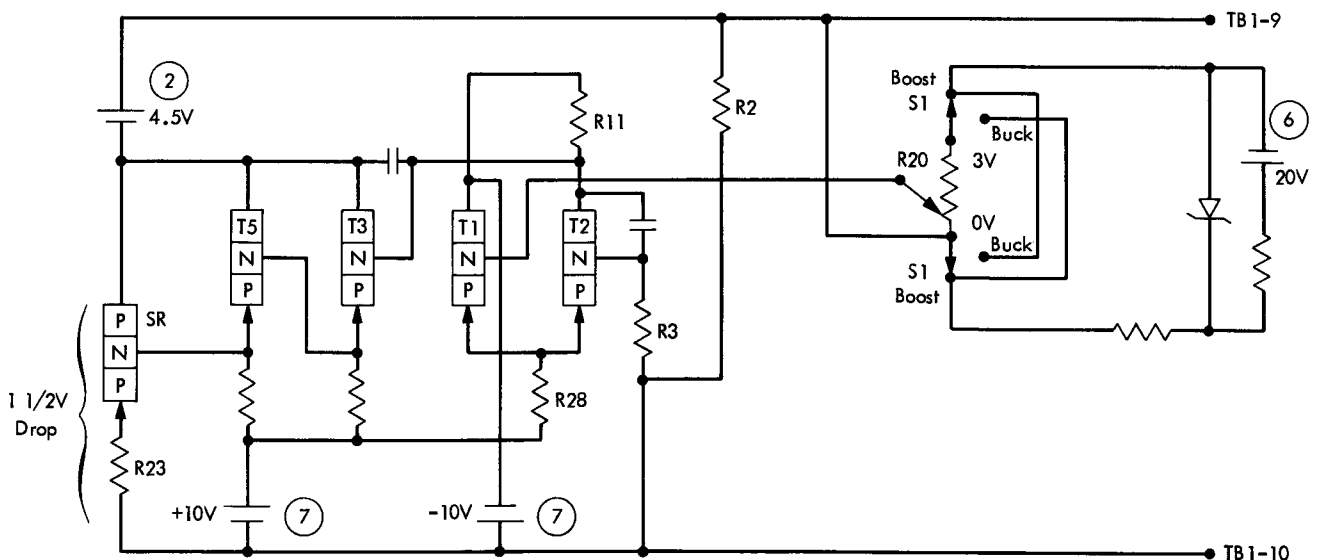 TB1-9
2
4.5V
R11
R2
Boost
S1
Buck
6
20V
R20
3V
0V
Buck
S1
Boost
T5
N
P
T3
N
P
T1
N
P
T2
N
P
R3
P
N
P
SR
1 1/2V
Drop
R23
R28
+10V
7
-10V
7
TB1-10